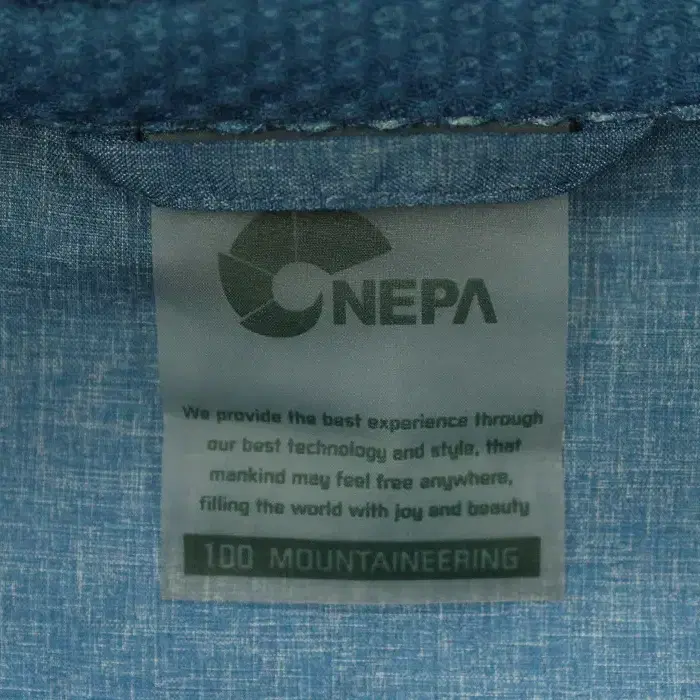 NEPA
We provide the best experience through
our best technology and style, that
mankind may feel free anywhere,
filling the world with joy and beauty
100 MOUNTAINEERING